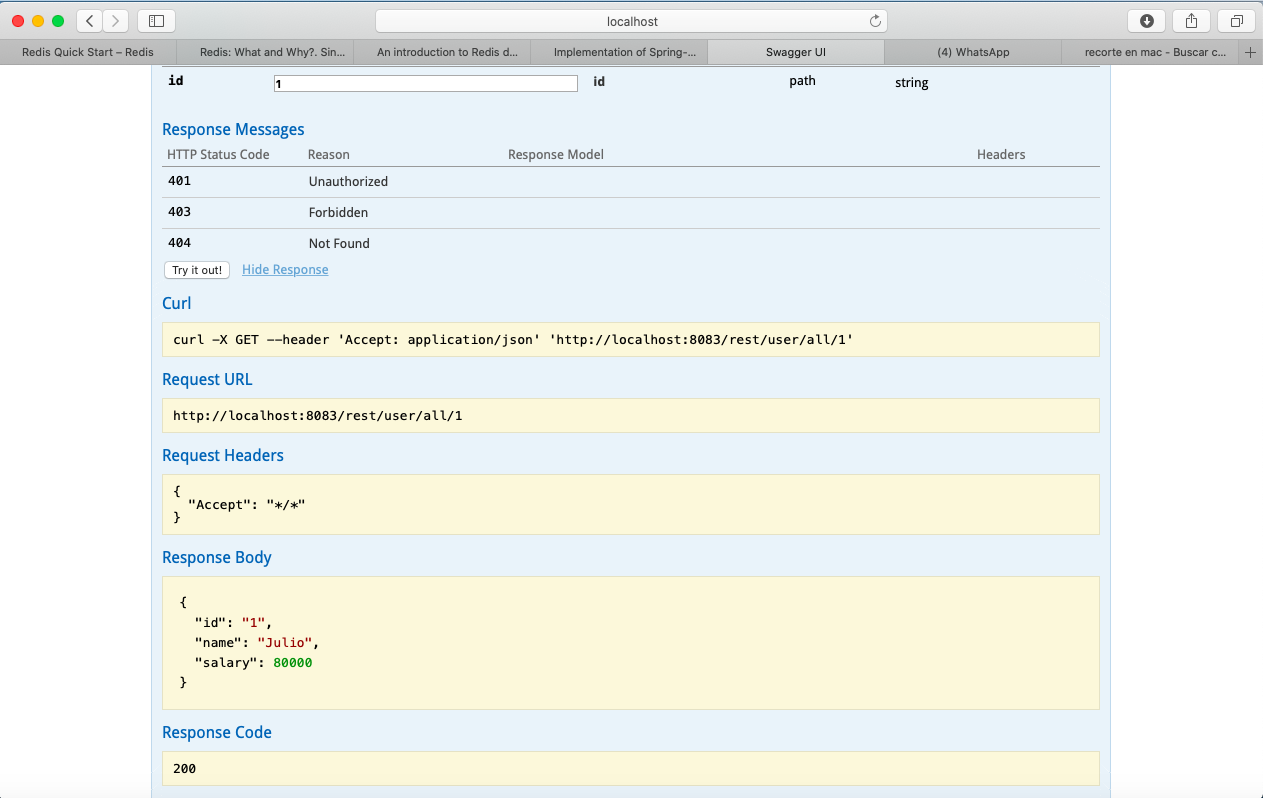 localhost
Redis Quick Start – Redis
Redis: What and Why?. Sin...
An introduction to Redis d...
Implementation of Spring-...
Swagger UI
(4) WhatsApp
recorte en mac - Buscar c...
id 1 id path string
Response Messages
HTTP Status Code Reason Response Model Headers
401 Unauthorized
403 Forbidden
404 Not Found
Try it out! Hide Response
Curl
curl -X GET --header 'Accept: application/json' 'http://localhost:8083/rest/user/all/1'
Request URL
http://localhost:8083/rest/user/all/1
Request Headers
{
"Accept": "*/*"
}
Response Body
{
"id": "1",
"name": "Julio",
"salary": 80000
}
Response Code
200